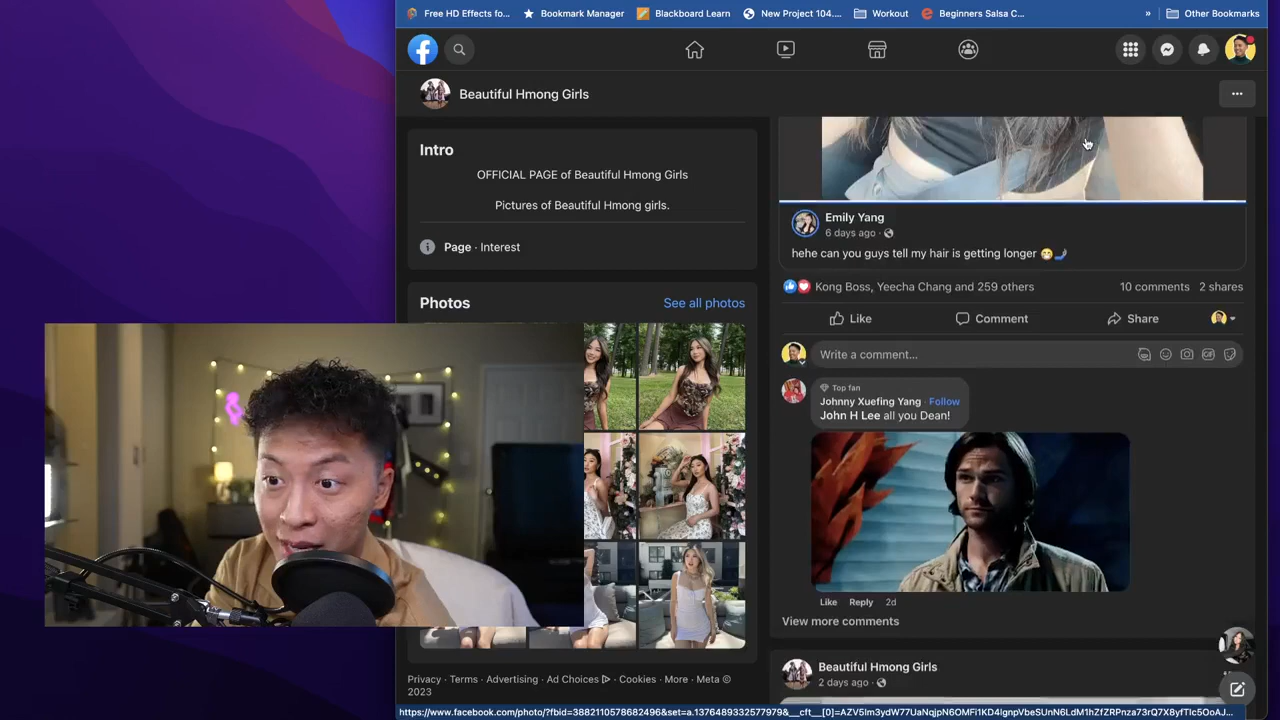 Free HD Effects fo...
Bookmark Manager
Blackboard Learn
New Project 104....
Workout
Beginners Salsa C...
»
Other Bookmarks
Beautiful Hmong Girls
Intro
OFFICIAL PAGE of Beautiful Hmong Girls
Pictures of Beautiful Hmong girls.
Page · Interest
Photos
See all photos
Privacy · Terms · Advertising · Ad Choices · Cookies · More · Meta ©
2023
Emily Yang
6 days ago ·
hehe can you guys tell my hair is getting longer
Kong Boss, Yeecha Chang and 259 others
10 comments
2 shares
Like
Comment
Share
Write a comment...
GIF
Top fan
Johnny Xuefing Yang · Follow
John H Lee all you Dean!
Like
Reply
2d
View more comments
Beautiful Hmong Girls
2 days ago ·